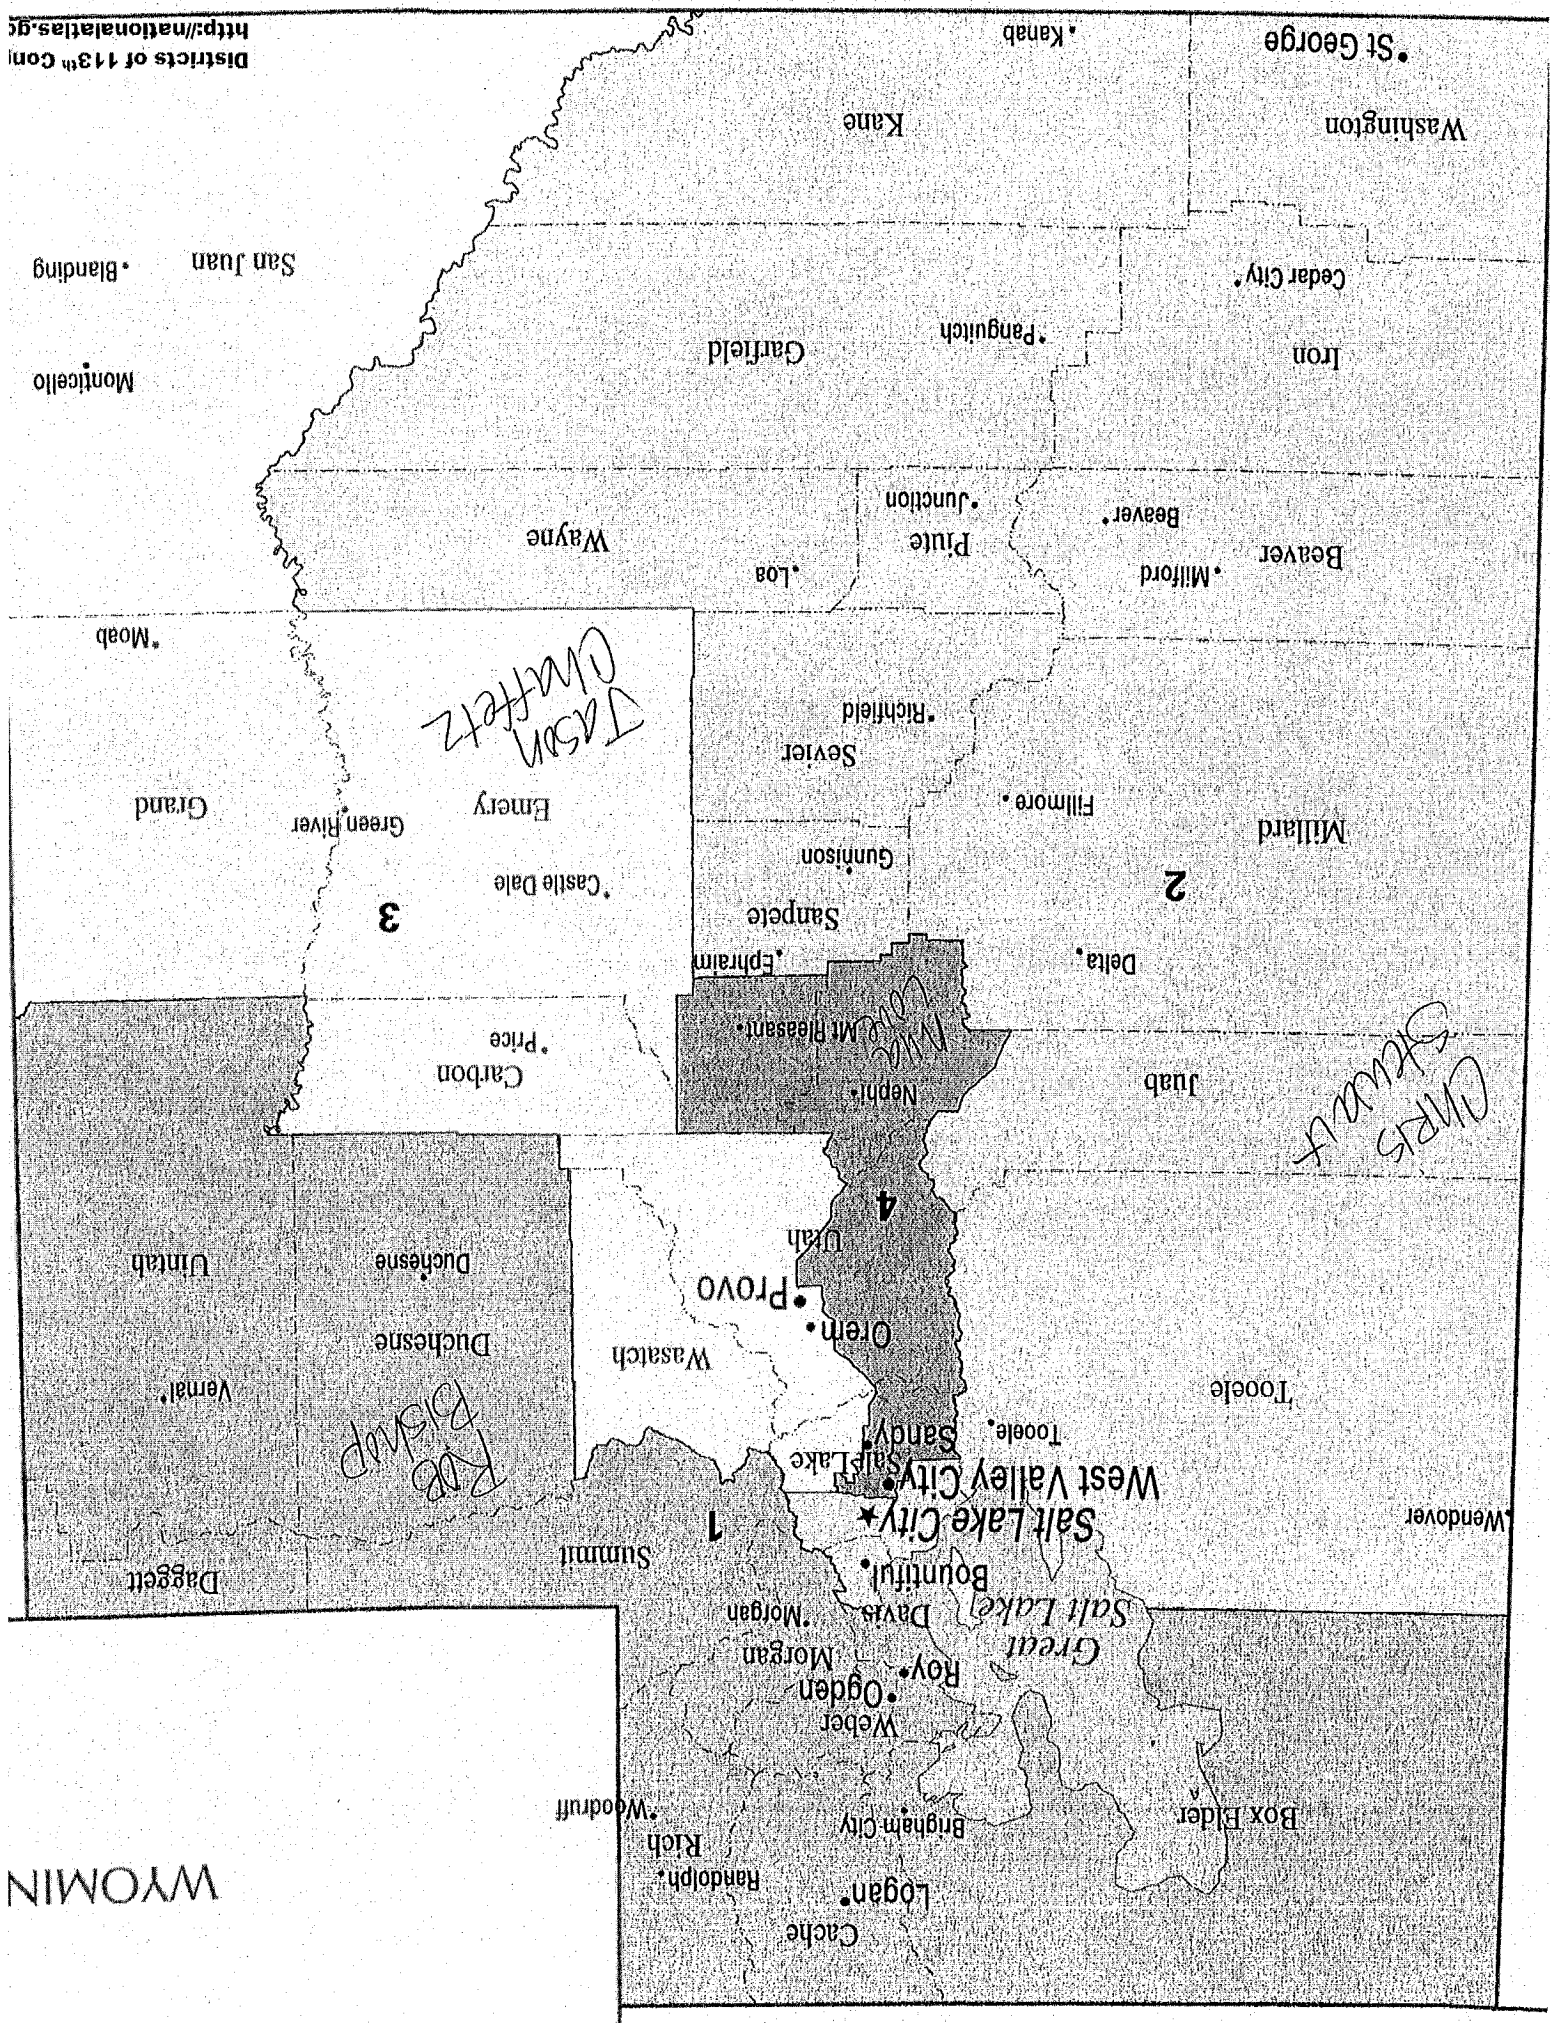 WYOMIN
Cache
Logan
Randolph
Rich
Box Elder
Brigham City
Woodruff
Weber
Ogden
Roy
Morgan
Morgan
Great
Salt Lake
Davis
Bountiful
Summit
Daggett
1
Wendover
Salt Lake City
West Valley City
Salt Lake
Sandy
Tooele
Tooele
Rob
Bishop
Vernal
Orem
Provo
Wasatch
Duchesne
Duchesne
Uintah
Utah
4
Chris
Stewart
Juab
Nephi
Mt Pleasant
Mia
Love
Carbon
Price
Delta
Ephraim
Sanpete
Gunnison
2
3
Castle Dale
Millard
Fillmore
Emery
Green River
Grand
Sevier
Richfield
Jason
Chaffetz
Moab
Milford
Beaver
Beaver
Piute
Junction
Loa
Wayne
Iron
Cedar City
Panguitch
Garfield
Monticello
San Juan
Blanding
Washington
St George
Kane
Kanab
Districts of 113th Con
http://nationalatlas.go